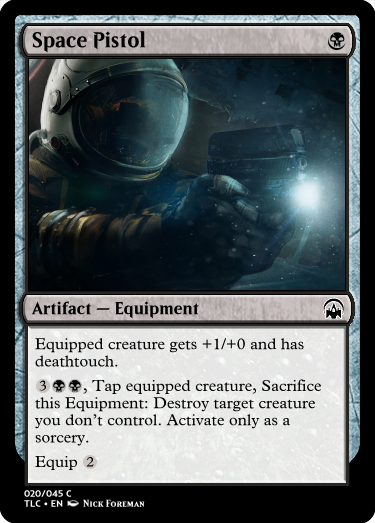 Space Pistol
Artifact — Equipment
Equipped creature gets +1/+0 and has
deathtouch.
3, Tap equipped creature, Sacrifice
this Equipment: Destroy target creature
you don't control. Activate only as a
sorcery.
Equip 2
020/045 C
TLC • EN Nick Foreman